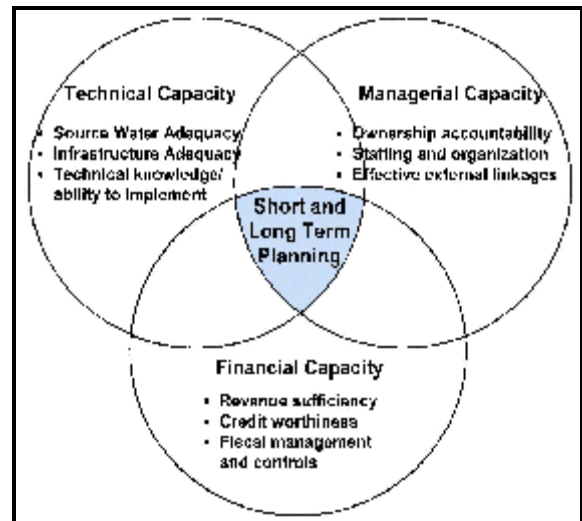 Technical Capacity
• Source Water Adequacy
• Infrastructure Adequacy
• Technical knowledge/
ability to implement
Managerial Capacity
• Ownership accountability
• Staffing and organization
• Effective external linkages
Short and
Long Term
Planning
Financial Capacity
• Revenue sufficiency
• Credit worthiness
• Fiscal management
and controls